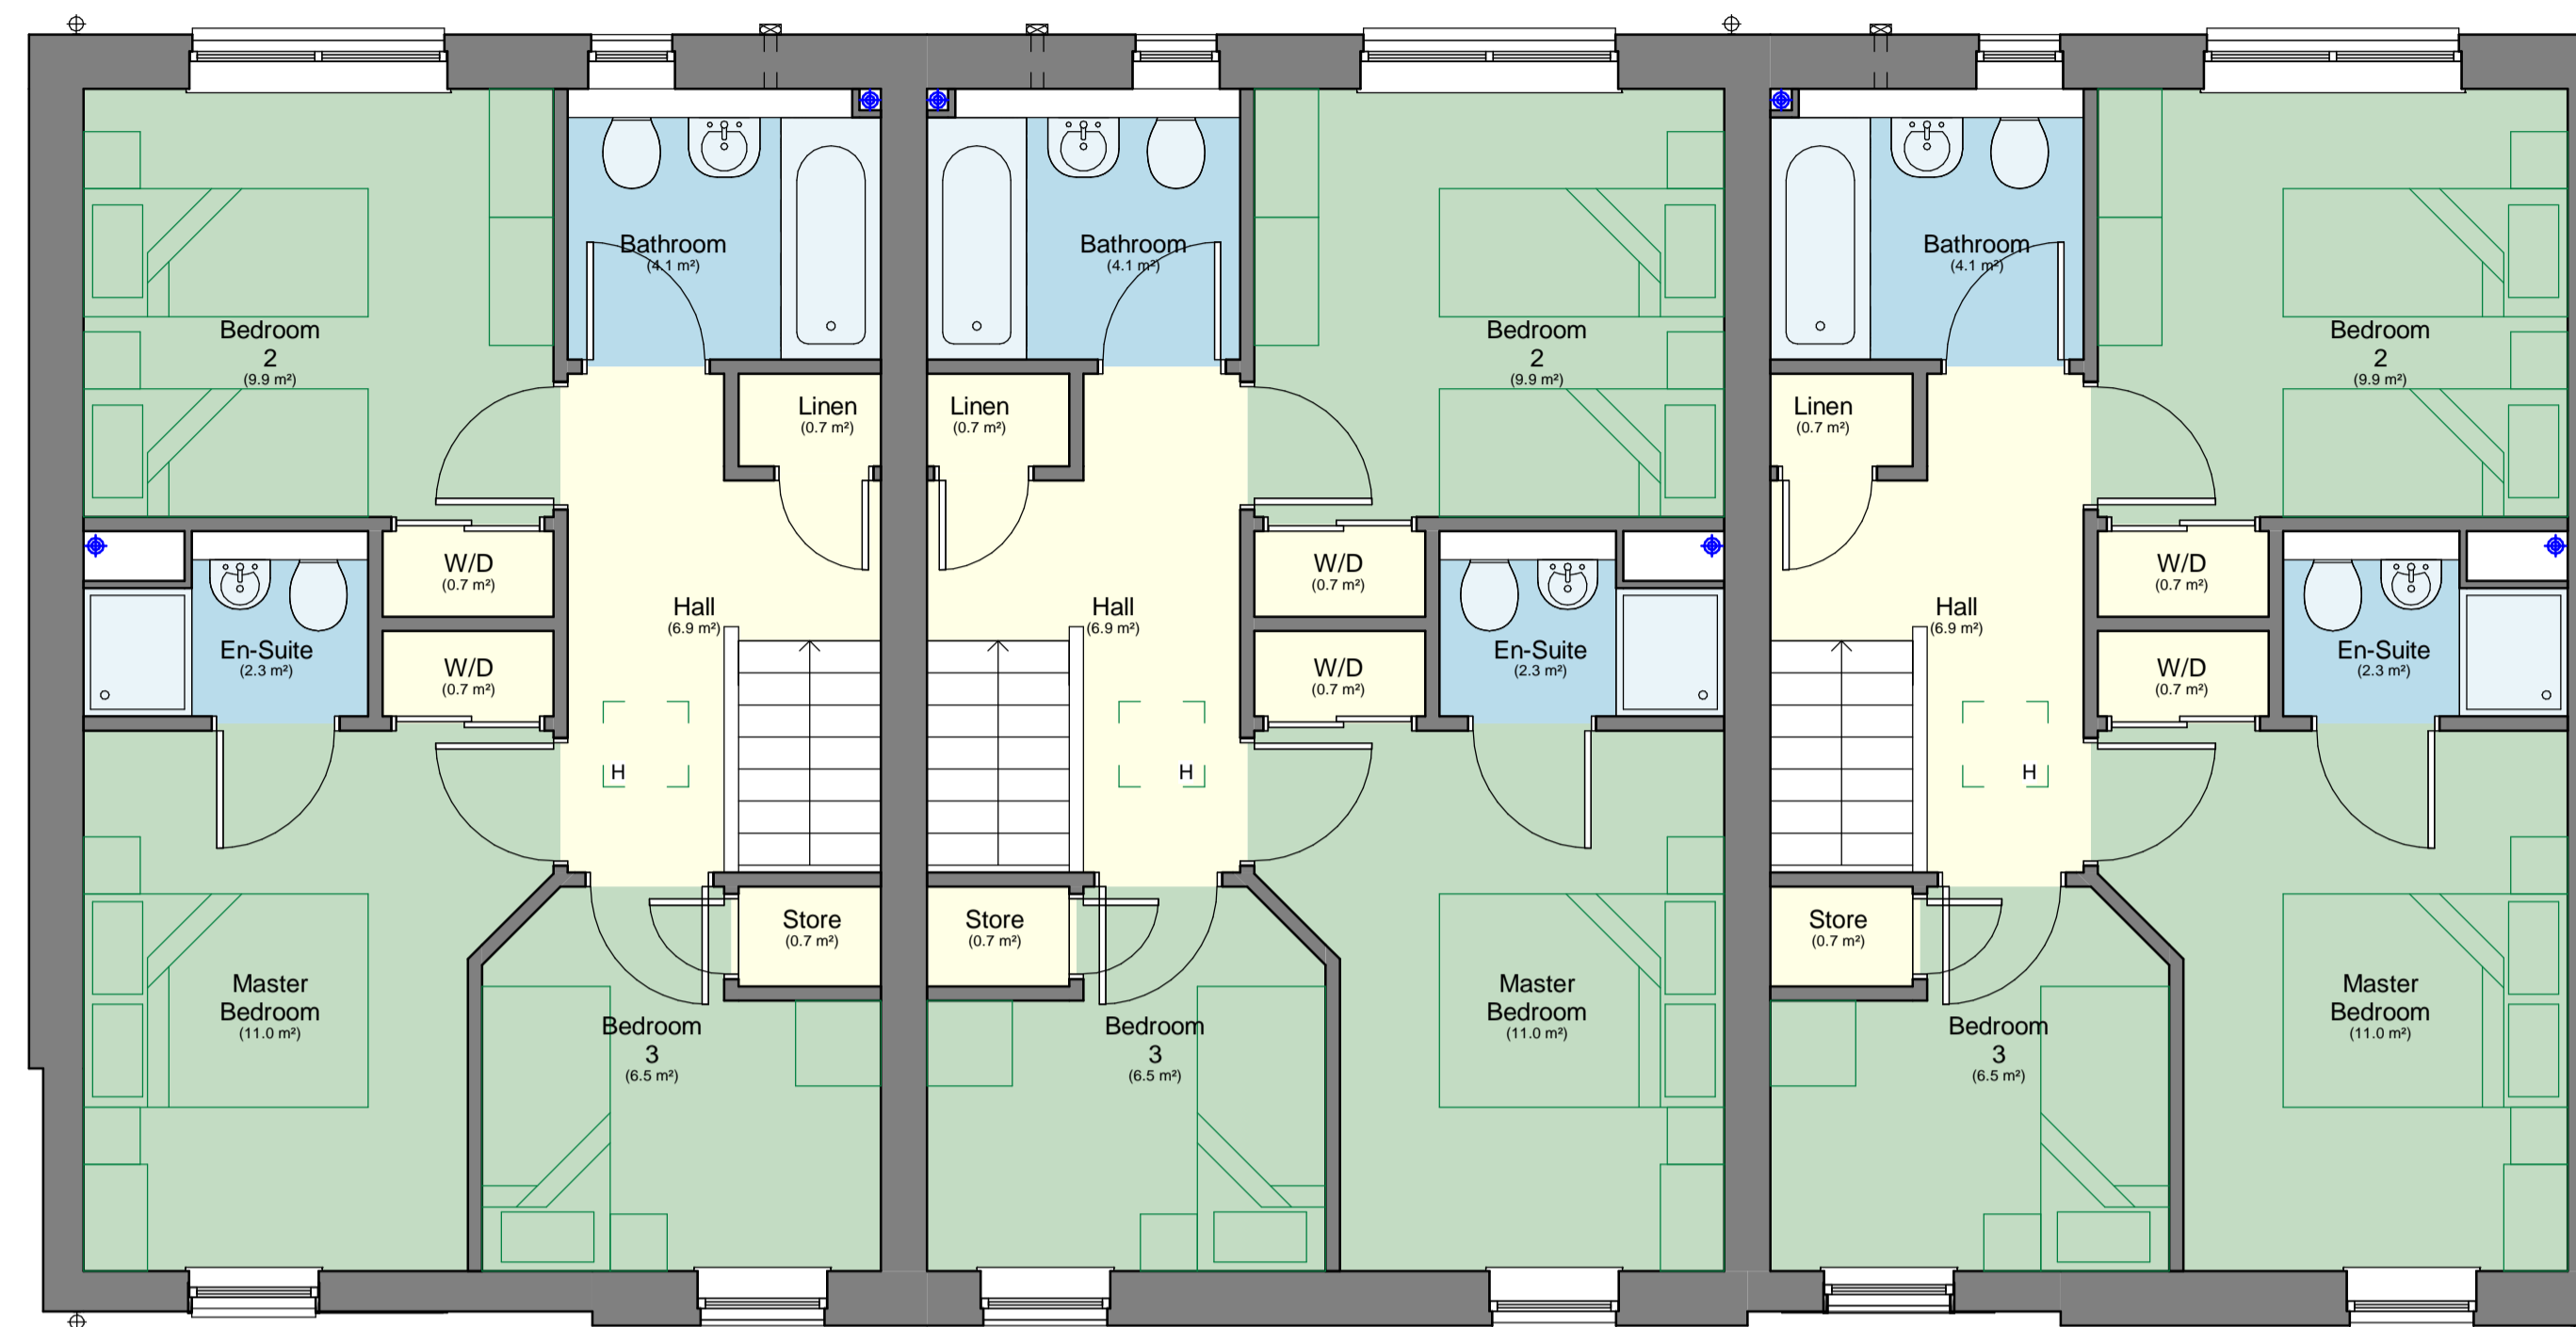 Bathroom
(4.1 m²)
Bathroom
(4.1 m²)
Bathroom
(4.1 m²)
Bedroom
2
(9.9 m²)
Bedroom
2
(9.9 m²)
Bedroom
2
(9.9 m²)
Linen
(0.7 m²)
Linen
(0.7 m²)
Linen
(0.7 m²)
W/D
(0.7 m²)
W/D
(0.7 m²)
W/D
(0.7 m²)
Hall
(6.9 m²)
Hall
(6.9 m²)
Hall
(6.9 m²)
En-Suite
(2.3 m²)
En-Suite
(2.3 m²)
En-Suite
(2.3 m²)
W/D
(0.7 m²)
W/D
(0.7 m²)
W/D
(0.7 m²)
H
H
H
Store
(0.7 m²)
Store
(0.7 m²)
Store
(0.7 m²)
Master
Bedroom
(11.0 m²)
Master
Bedroom
(11.0 m²)
Master
Bedroom
(11.0 m²)
Bedroom
3
(6.5 m²)
Bedroom
3
(6.5 m²)
Bedroom
3
(6.5 m²)